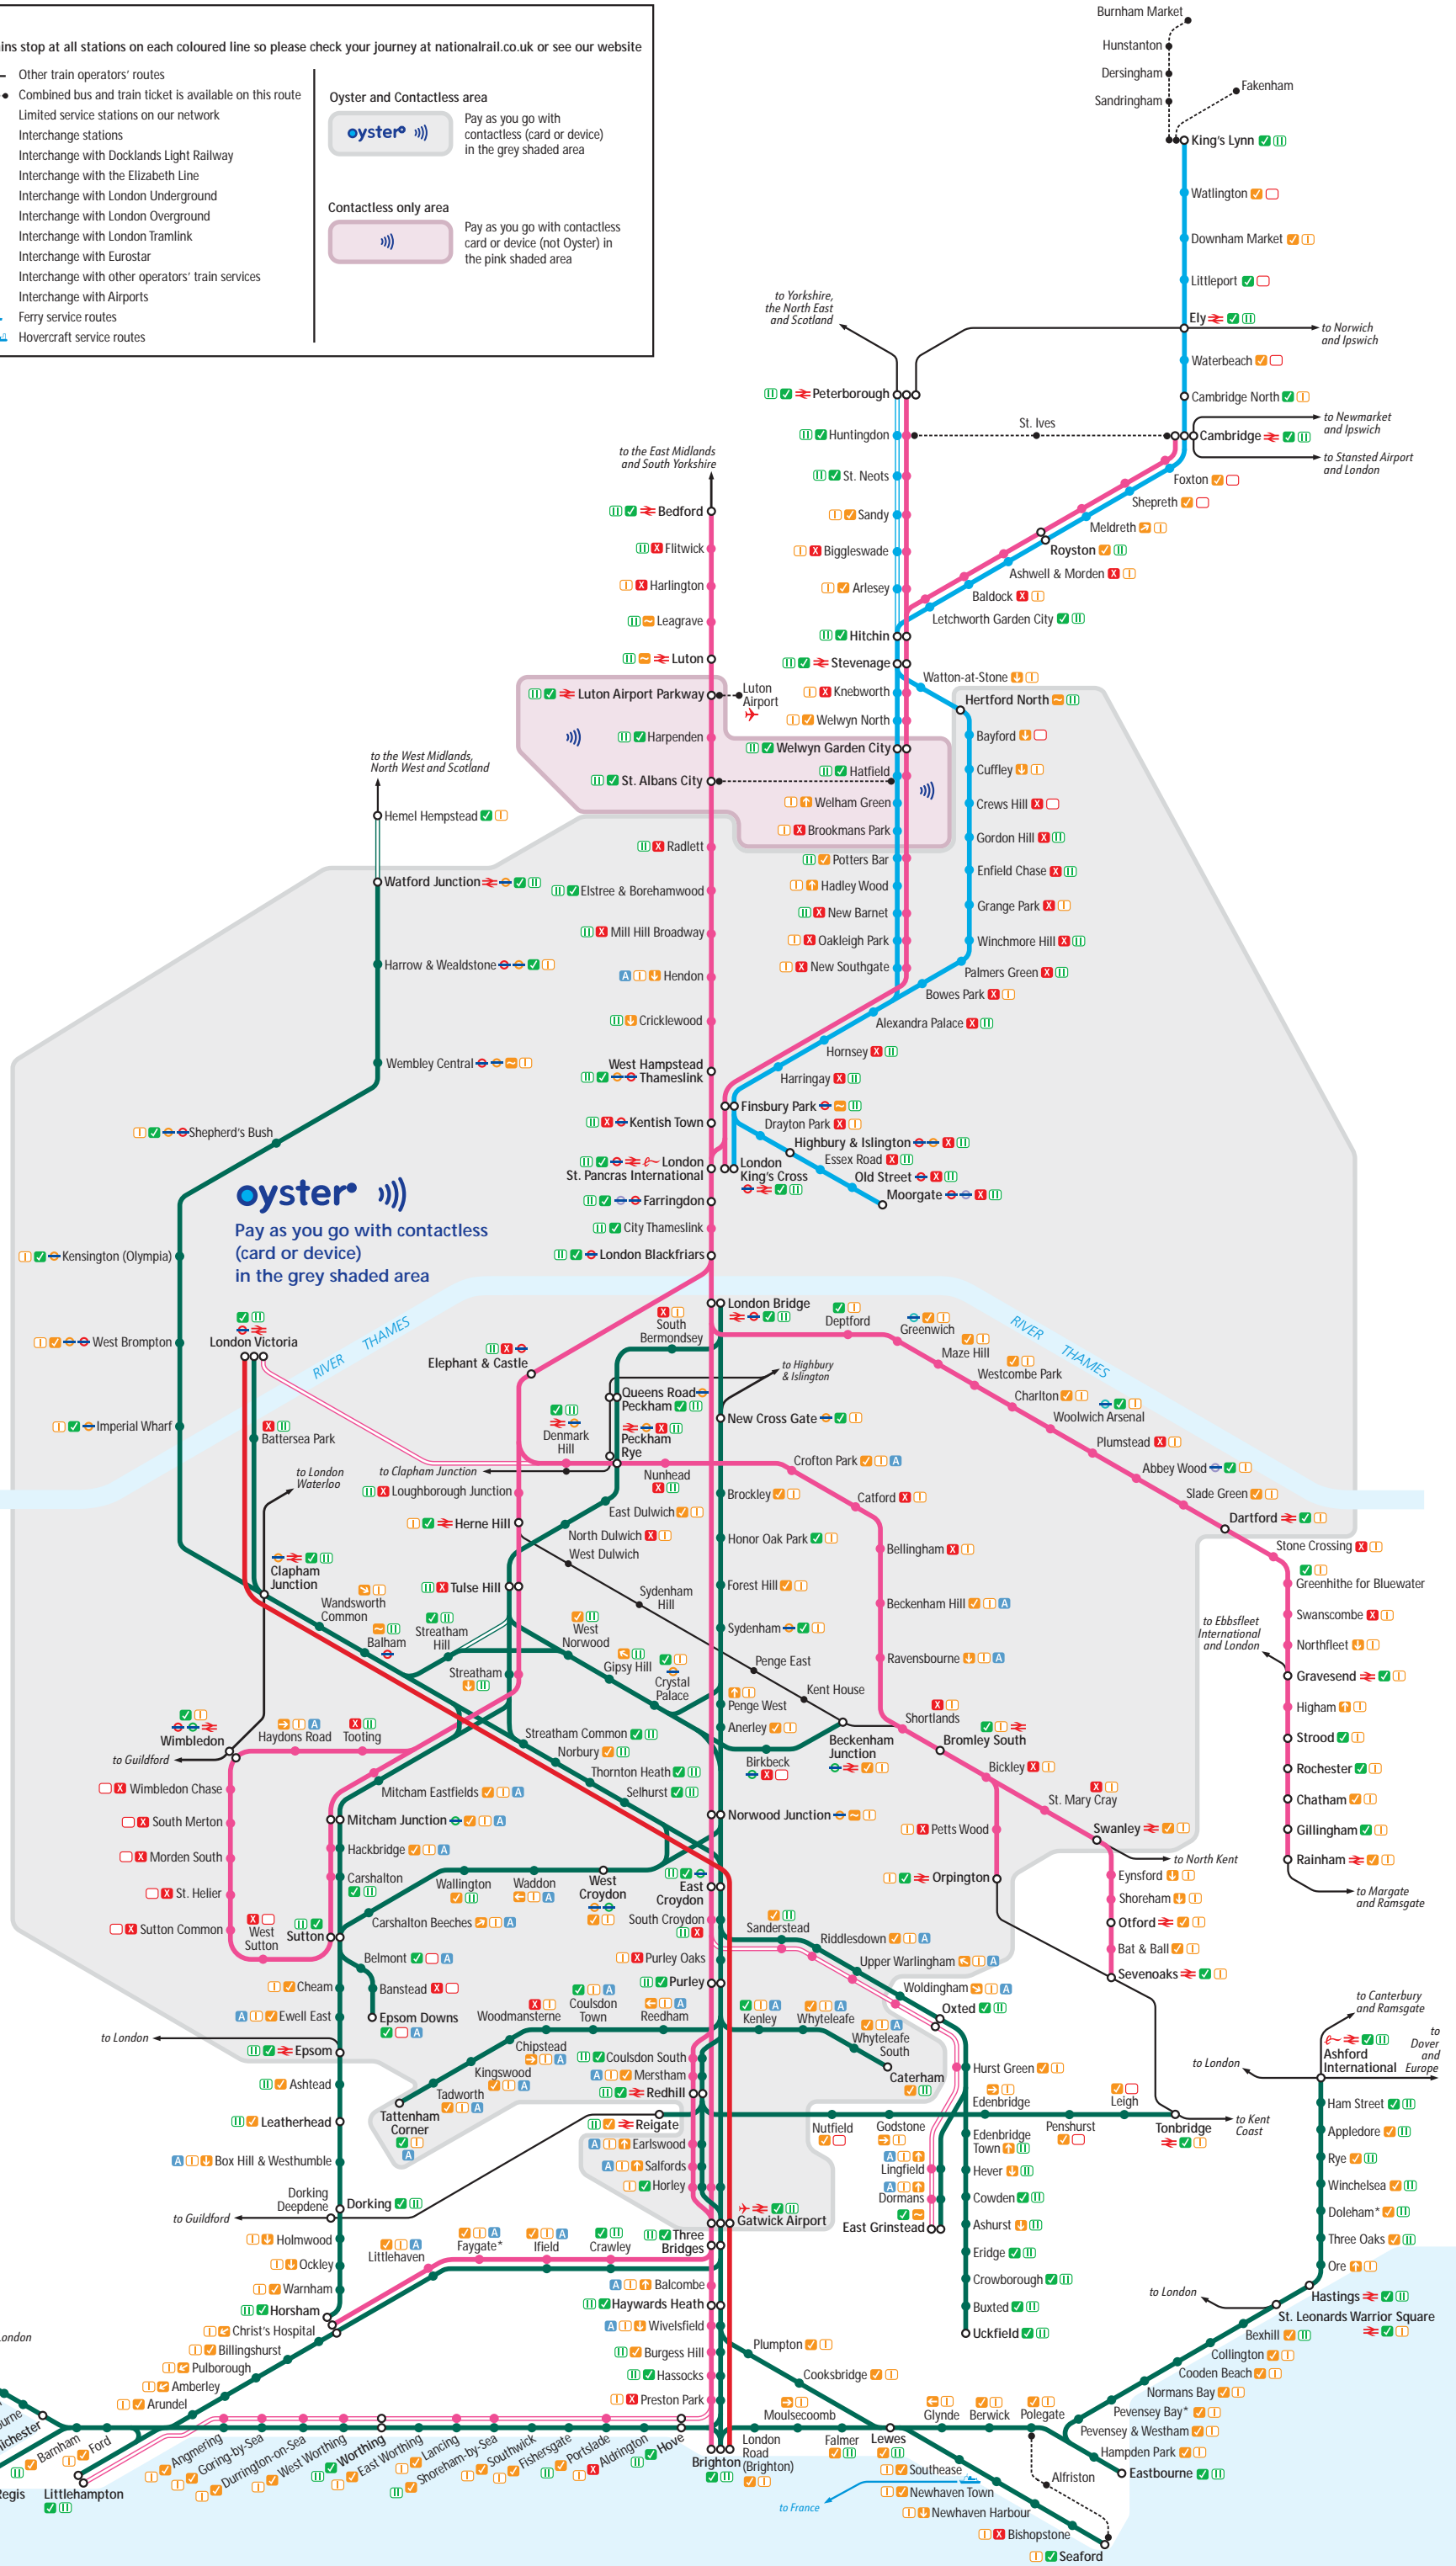 ins stop at all stations on each coloured line so please check your journey at nationalrail.co.uk or see our website
Other train operators' routes
Combined bus and train ticket is available on this route
Limited service stations on our network
Interchange stations
Interchange with Docklands Light Railway
Interchange with the Elizabeth Line
Interchange with London Underground
Interchange with London Overground
Interchange with London Tramlink
Interchange with Eurostar
Interchange with other operators' train services
Interchange with Airports
Ferry service routes
Hovercraft service routes
Oyster and Contactless area
oyster
Pay as you go with
contactless (card or device)
in the grey shaded area
Contactless only area
Pay as you go with contactless
card or device (not Oyster) in
the pink shaded area
Burnham Market
Hunstanton
Dersingham
Sandringham
Fakenham
King's Lynn
Watlington
Downham Market
Littleport
Ely
to Norwich
and Ipswich
Waterbeach
Cambridge North
to Newmarket
and Ipswich
Cambridge
to Stansted Airport
and London
Foxton
Shepreth
Meldreth
Royston
Ashwell & Morden
Baldock
Letchworth Garden City
to Yorkshire,
the North East
and Scotland
Peterborough
Huntingdon
St. Ives
St. Neots
Sandy
Biggleswade
Arlesey
Hitchin
Stevenage
Knebworth
Welwyn North
Welwyn Garden City
Hatfield
Welham Green
Brookmans Park
Potters Bar
Hadley Wood
New Barnet
Oakleigh Park
New Southgate
Watton-at-Stone
Hertford North
Bayford
Cuffley
Crews Hill
Gordon Hill
Enfield Chase
Grange Park
Winchmore Hill
Palmers Green
Bowes Park
Alexandra Palace
Hornsey
Harringay
Finsbury Park
Drayton Park
Highbury & Islington
Essex Road
Old Street
Moorgate
London
King's Cross
to the East Midlands
and South Yorkshire
Bedford
Flitwick
Harlington
Leagrave
Luton
Luton Airport Parkway
Luton
Airport
Harpenden
St. Albans City
Radlett
Elstree & Borehamwood
Mill Hill Broadway
Hendon
Cricklewood
West Hampstead
Thameslink
Kentish Town
London
St. Pancras International
Farringdon
City Thameslink
London Blackfriars
to the West Midlands,
North West and Scotland
Hemel Hempstead
Watford Junction
Harrow & Wealdstone
Wembley Central
Shepherd's Bush
Kensington (Olympia)
West Brompton
Imperial Wharf
oyster
Pay as you go with contactless
(card or device)
in the grey shaded area
London Victoria
RIVER THAMES
RIVER THAMES
Battersea Park
to London
Waterloo
Clapham
Junction
Wandsworth
Common
Balham
Streatham
Hill
Streatham
West
Norwood
Gipsy Hill
Crystal
Palace
Elephant & Castle
London Bridge
South
Bermondsey
to Highbury
& Islington
Queens Road
Peckham
Peckham
Rye
Denmark
Hill
to Clapham Junction
Nunhead
Loughborough Junction
Herne Hill
East Dulwich
North Dulwich
West Dulwich
Tulse Hill
Sydenham
Hill
Penge East
Kent House
New Cross Gate
Brockley
Honor Oak Park
Forest Hill
Sydenham
Penge West
Anerley
Birkbeck
Beckenham
Junction
Norwood Junction
Deptford
Greenwich
Maze Hill
Westcombe Park
Charlton
Woolwich Arsenal
Plumstead
Abbey Wood
Slade Green
Dartford
Stone Crossing
Greenhithe for Bluewater
Swanscombe
Northfleet
to Ebbsfleet
International
and London
Gravesend
Higham
Strood
Rochester
Chatham
Gillingham
Rainham
to Margate
and Ramsgate
Crofton Park
Catford
Bellingham
Beckenham Hill
Ravensbourne
Shortlands
Bromley South
Bickley
St. Mary Cray
Petts Wood
Orpington
Swanley
to North Kent
Eynsford
Shoreham
Otford
Bat & Ball
Sevenoaks
Wimbledon
to Guildford
Haydons Road
Tooting
Wimbledon Chase
South Merton
Morden South
St. Helier
Sutton Common
West
Sutton
Sutton
Streatham Common
Norbury
Thornton Heath
Selhurst
Mitcham Eastfields
Mitcham Junction
Hackbridge
Carshalton
Carshalton Beeches
Wallington
Waddon
West
Croydon
East
Croydon
South Croydon
Purley Oaks
Purley
Belmont
Banstead
Epsom Downs
Cheam
Ewell East
to London
Epsom
Ashtead
Leatherhead
Box Hill & Westhumble
Dorking
Deepdene
Dorking
to Guildford
Holmwood
Ockley
Warnham
Horsham
Christ's Hospital
Billingshurst
Pulborough
Amberley
Arundel
Sanderstead
Riddlesdown
Upper Warlingham
Woldingham
Oxted
Woodmansterne
Coulsdon
Town
Reedham
Kenley
Whyteleafe
Whyteleafe
South
Caterham
Chipstead
Kingswood
Tadworth
Tattenham
Corner
Coulsdon South
Merstham
Redhill
Reigate
Earlswood
Salfords
Horley
Gatwick Airport
Three
Bridges
Balcombe
Haywards Heath
Wivelsfield
Burgess Hill
Hassocks
Preston Park
Brighton
Littlehaven
Faygate*
Ifield
Crawley
Hurst Green
Edenbridge
Nutfield
Godstone
Penshurst
Leigh
Tonbridge
to Kent
Coast
Edenbridge
Town
Hever
Cowden
Ashurst
Eridge
Crowborough
Buxted
Uckfield
Lingfield
Dormans
East Grinstead
to Canterbury
and Ramsgate
to
Dover
and
Europe
to London
Ashford
International
Ham Street
Appledore
Rye
Winchelsea
Doleham*
Three Oaks
Ore
Hastings
to London
St. Leonards Warrior Square
Bexhill
Collington
Cooden Beach
Normans Bay
Pevensey Bay*
Pevensey & Westham
Hampden Park
Eastbourne
Plumpton
Cooksbridge
Moulsecoomb
London
Road
(Brighton)
Falmer
Lewes
Glynde
Berwick
Polegate
Southease
Newhaven Town
Newhaven Harbour
Bishopstone
Seaford
Alfriston
to France
ondon
ourne
ichester
Barnham
Ford
egis
Littlehampton
Angmering
Goring-by-Sea
Durrington-on-Sea
West Worthing
Worthing
East Worthing
Lancing
Shoreham-by-Sea
Southwick
Fishersgate
Portslade
Aldrington
Hove